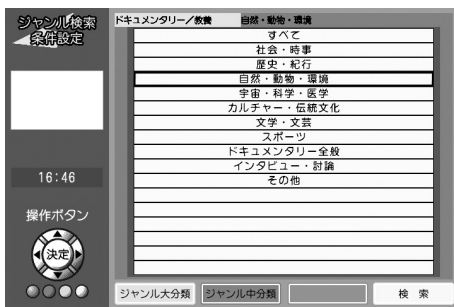 ジャンル検索
条件設定
ドキュメンタリー／教養 自然・動物・環境
すべて
社会・時事
歴史・紀行
自然・動物・環境
宇宙・科学・医学
カルチャー・伝統文化
文学・文芸
スポーツ
ドキュメンタリー全般
インタビュー・討論
その他
16:46
操作ボタン
決定
ジャンル大分類 ジャンル中分類 検 索